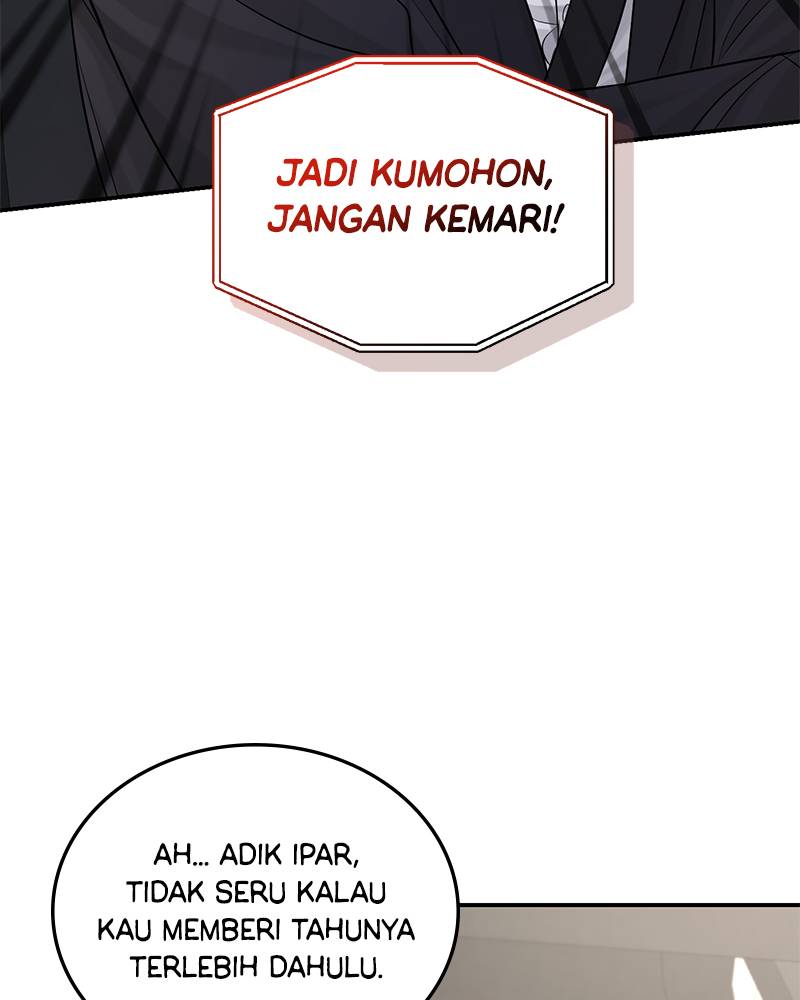 JADI KUMOHON,
JANGAN KEMARI!
AH... ADIK IPAR,
TIDAK SERU KALAU
KAU MEMBERI TAHUNYA
TERLEBIH DAHULU.